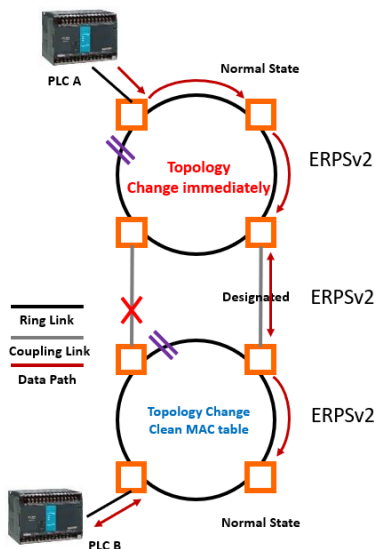 PLC A
Normal State
Topology
Change immediately
ERPSv2
Designated
ERPSv2
Ring Link
Coupling Link
Data Path
Topology Change
Clean MAC table
ERPSv2
Normal State
PLC B